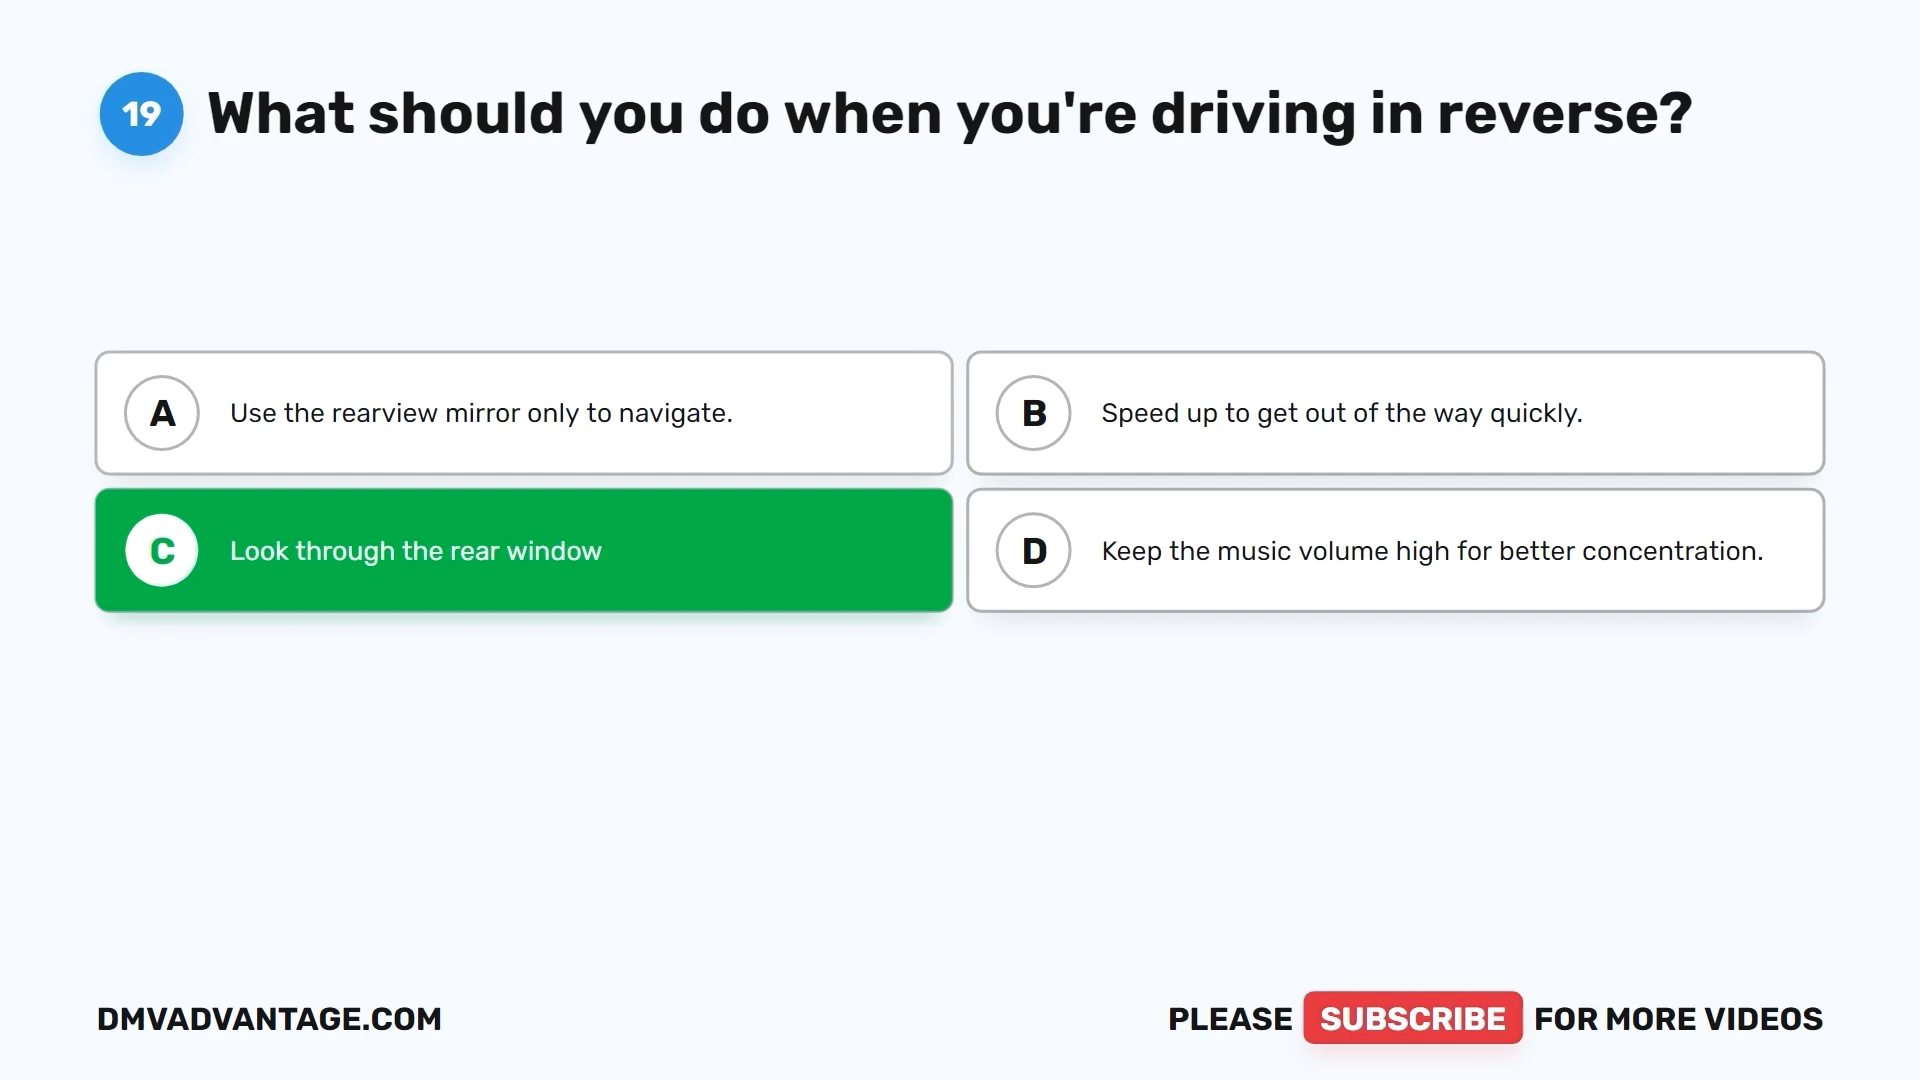 19 What should you do when you're driving in reverse?
A Use the rearview mirror only to navigate.
B Speed up to get out of the way quickly.
C Look through the rear window
D Keep the music volume high for better concentration.
DMVADVANTAGE.COM
PLEASE SUBSCRIBE FOR MORE VIDEOS